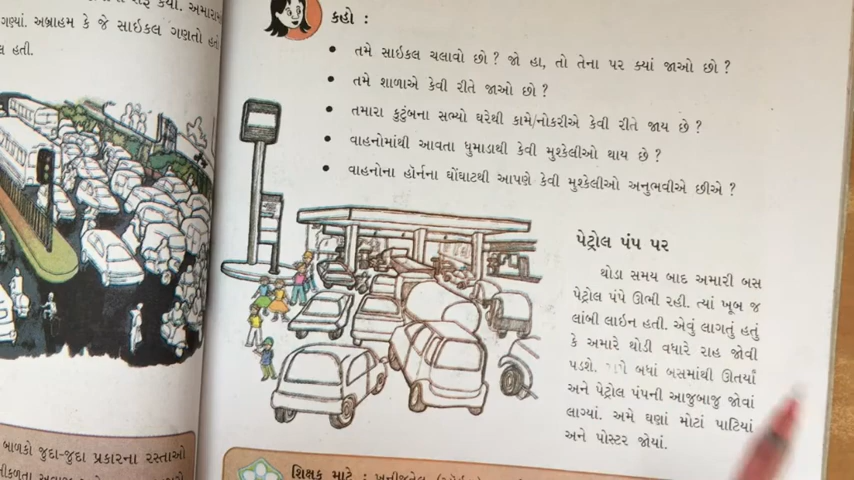 ગણ્યાં. અબ્રાહમ કે જે સાઇકલ ગણતો હતો
હતી.
બાળકો જુદા-જુદા પ્રકારના રસ્તાઓ
કહો :
• તમે સાઇકલ ચલાવો છો ? જો હા, તો તેના પર ક્યાં જાઓ છો ?
• તમે શાળાએ કેવી રીતે જાઓ છો ?
• તમારા કુટુંબના સભ્યો ઘરેથી કામે/નોકરીએ કેવી રીતે જાય છે ?
• વાહનોમાંથી આવતા ધુમાડાથી કેવી મુશ્કેલીઓ થાય છે ?
• વાહનોના હૉર્નના ઘોંઘાટથી આપણે કેવી મુશ્કેલીઓ અનુભવીએ છીએ ?
પેટ્રોલ પંપ પર
થોડા સમય બાદ અમારી બસ
પેટ્રોલ પંપે ઊભી રહી. ત્યાં ખૂબ જ
લાંબી લાઇન હતી. એવું લાગતું હતું
કે અમારે થોડી વધારે રાહ જોવી
પડશે. બધાં બસમાંથી ઊતર્યાં
અને પેટ્રોલ પંપની આજુબાજુ જોવાં
લાગ્યાં. અમે ઘણાં મોટાં પાટિયાં
અને પોસ્ટર જોયાં.
શિક્ષક માટે :